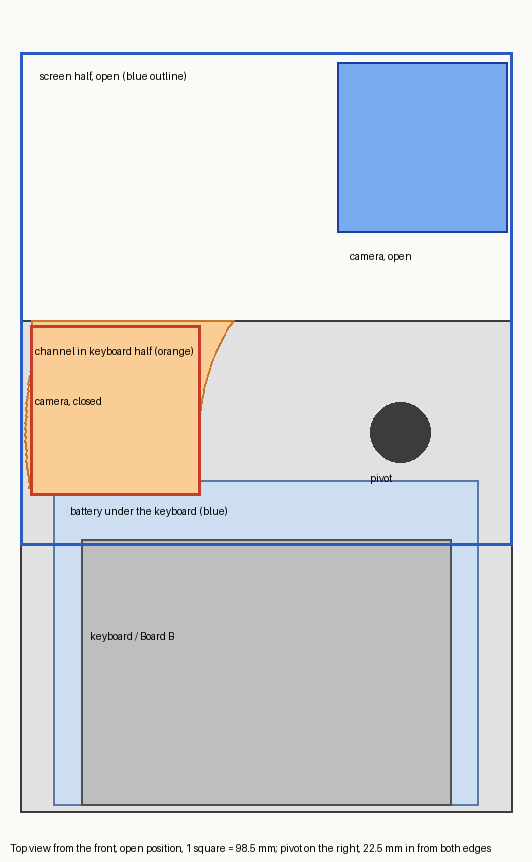 screen half, open (blue outline)
camera, open
channel in keyboard half (orange)
camera, closed
pivot
battery under the keyboard (blue)
keyboard / Board B
Top view from the front, open position, 1 square = 98.5 mm; pivot on the right, 22.5 mm in from both edges